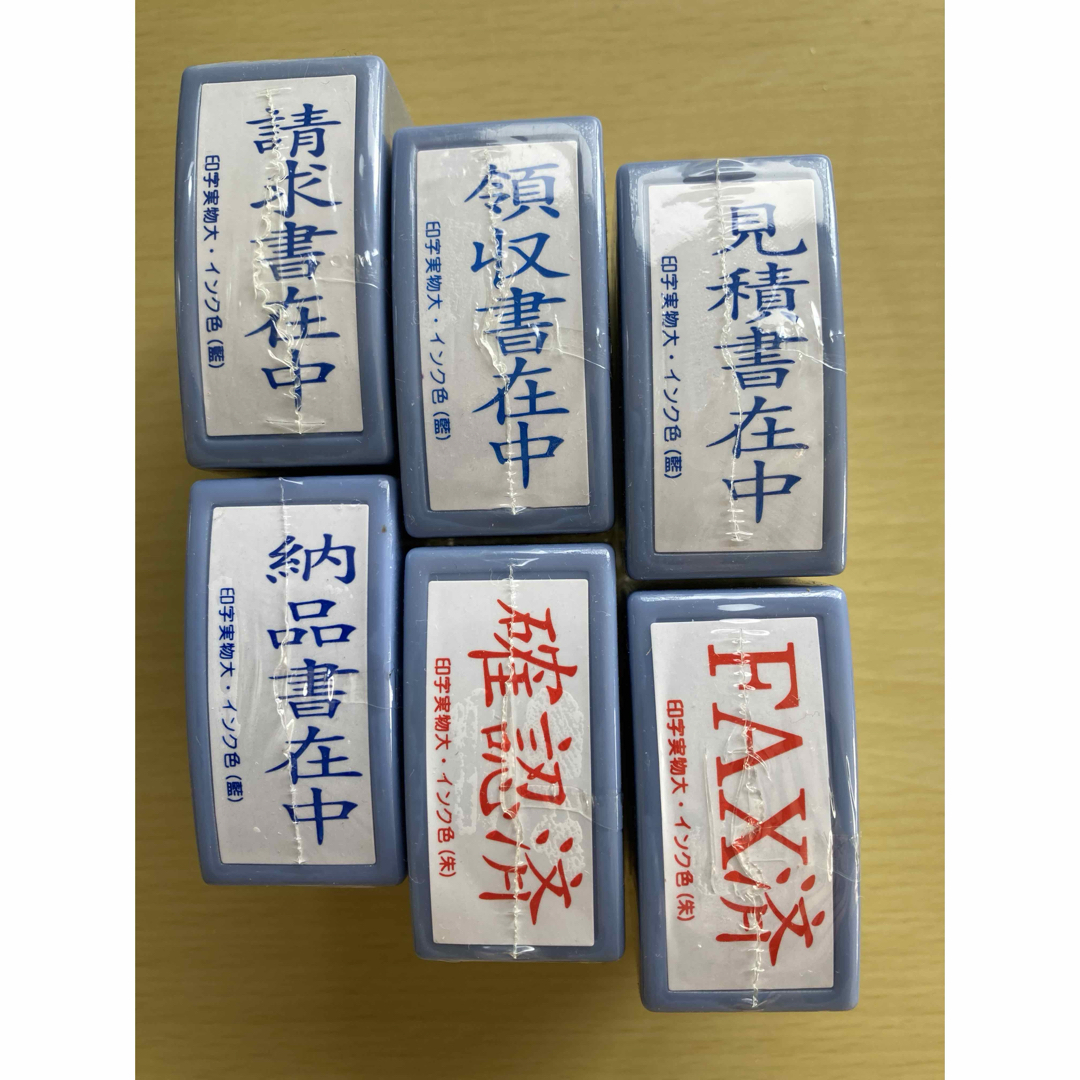 請求書在中
印字実物大・インク色(藍)
領収書在中
印字実物大・インク色(藍)
見積書在中
印字実物大・インク色(藍)
納品書在中
印字実物大・インク色(藍)
確認済
印字実物大・インク色(朱)
FAX済
印字実物大・インク色(朱)